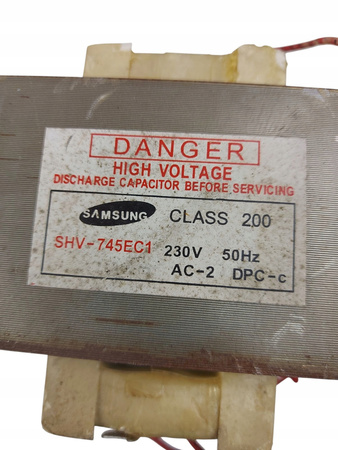 DANGER
HIGH VOLTAGE
DISCHARGE CAPACITOR BEFORE SERVICING
SAMSUNG CLASS 200
SHV-745EC1 230V 50Hz
AC-2 DPC-c